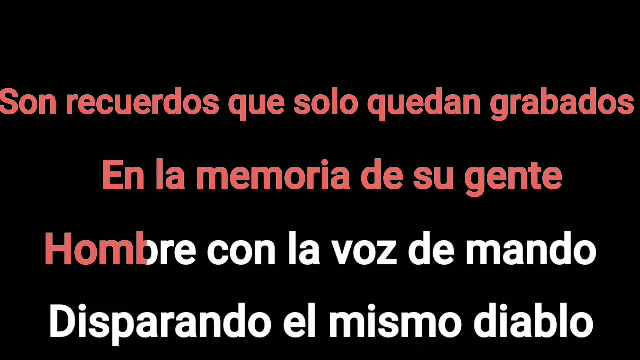 Son recuerdos que solo quedan grabados
En la memoria de su gente
Hombre con la voz de mando
Disparando el mismo diablo